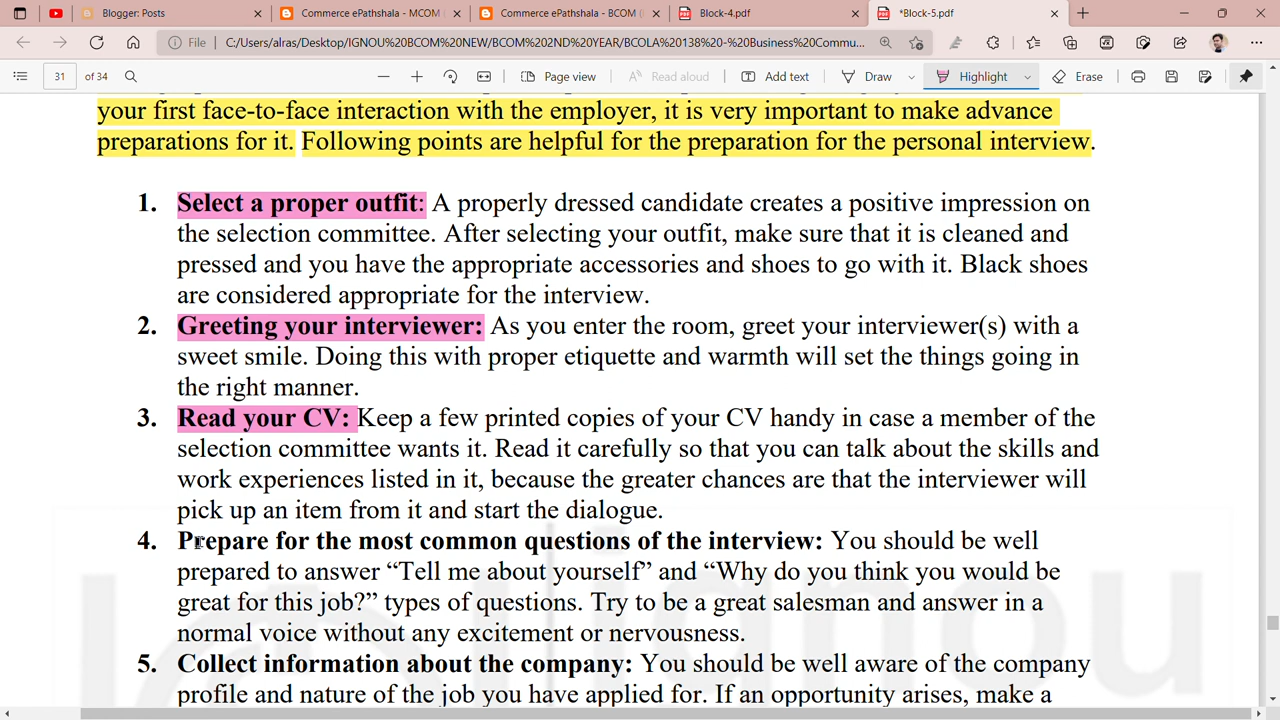 Blogger: Posts
Commerce ePathshala - MCOM (
Commerce ePathshala - BCOM (
Block-4.pdf
*Block-5.pdf
File
C:/Users/alras/Desktop/IGNOU%20BCOM%20NEW/BCOM%202ND%20YEAR/BCOLA%20138%20-%20Business%20Commu...
31 of 34
Page view
Read aloud
Add text
Draw
Highlight
Erase
your first face-to-face interaction with the employer, it is very important to make advance
preparations for it. Following points are helpful for the preparation for the personal interview.
1. Select a proper outfit: A properly dressed candidate creates a positive impression on
the selection committee. After selecting your outfit, make sure that it is cleaned and
pressed and you have the appropriate accessories and shoes to go with it. Black shoes
are considered appropriate for the interview.
2. Greeting your interviewer: As you enter the room, greet your interviewer(s) with a
sweet smile. Doing this with proper etiquette and warmth will set the things going in
the right manner.
3. Read your CV: Keep a few printed copies of your CV handy in case a member of the
selection committee wants it. Read it carefully so that you can talk about the skills and
work experiences listed in it, because the greater chances are that the interviewer will
pick up an item from it and start the dialogue.
4. Prepare for the most common questions of the interview: You should be well
prepared to answer “Tell me about yourself” and “Why do you think you would be
great for this job?” types of questions. Try to be a great salesman and answer in a
normal voice without any excitement or nervousness.
5. Collect information about the company: You should be well aware of the company
profile and nature of the job you have applied for. If an opportunity arises, make a
ignou